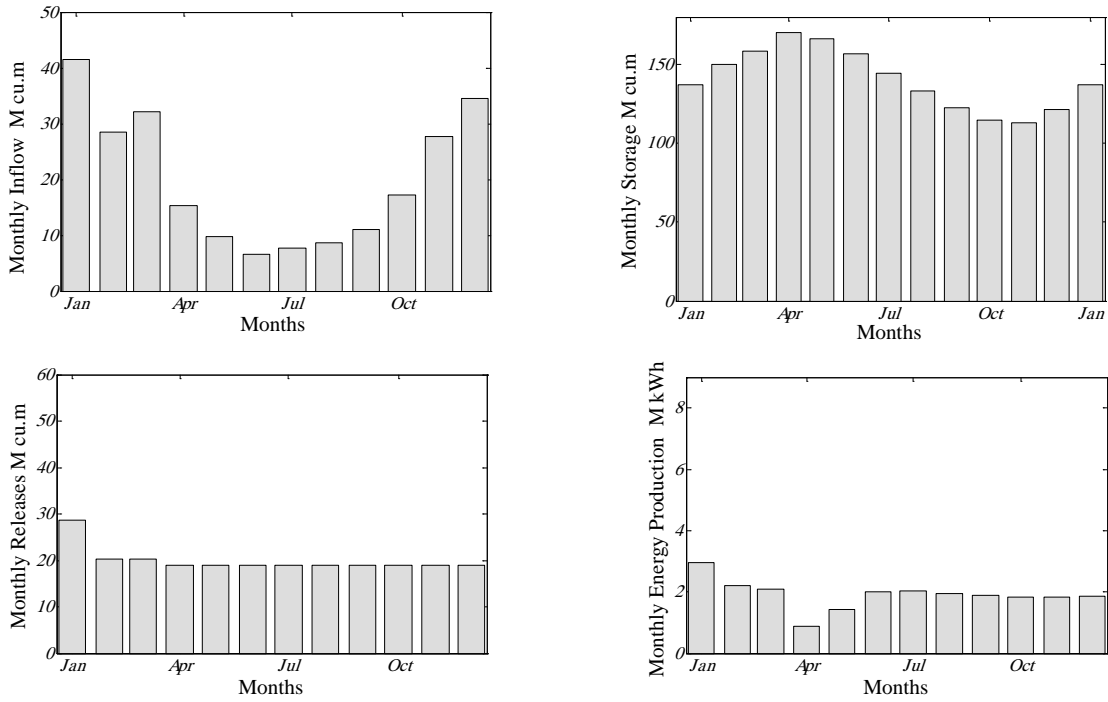 Monthly Inflow M cu.m
50
40
30
20
10
0
Jan Apr Jul Oct
Months
Monthly Storage M cu.m
150
100
50
0
Jan Apr Jul Oct Jan
Months
Monthly Releases M cu.m
60
50
40
30
20
10
0
Jan Apr Jul Oct
Months
Monthly Energy Production M kWh
8
6
4
2
0
Jan Apr Jul Oct
Months